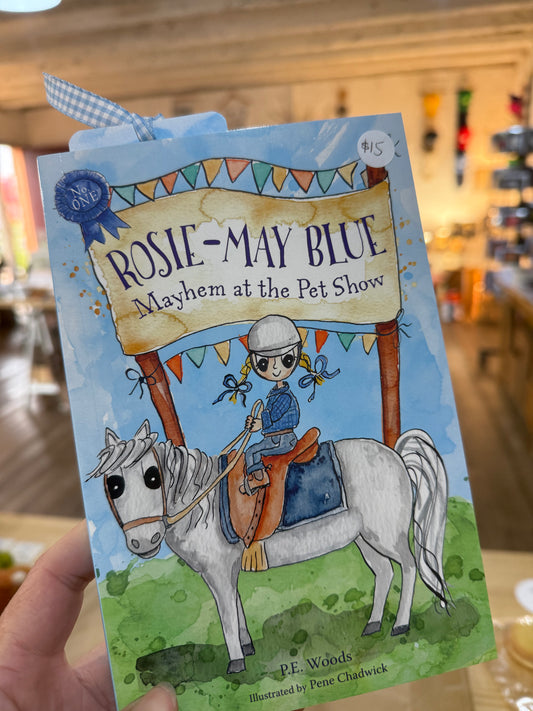 $15
No.
ONE
ROSIE-MAY BLUE
Mayhem at the Pet Show
P.E. Woods
Illustrated by Pene Chadwick